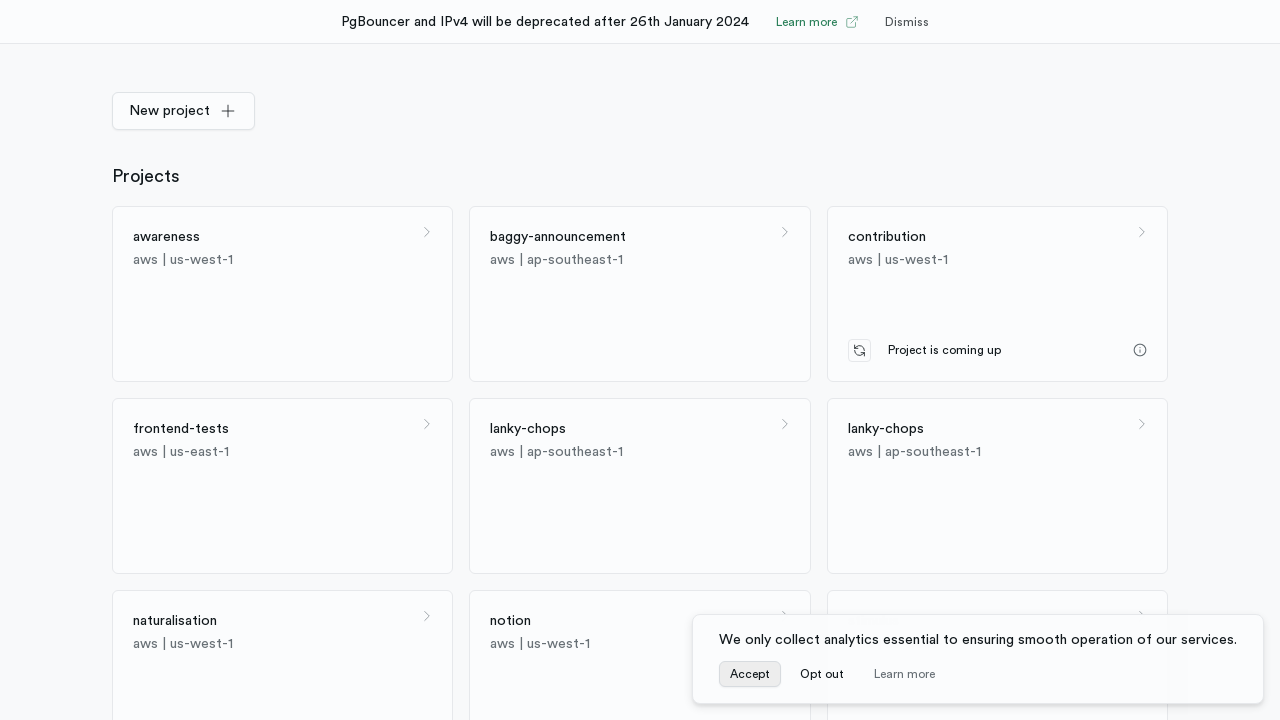 PgBouncer and IPv4 will be deprecated after 26th January 2024 Learn more Dismiss
New project
Projects
awareness
aws | us-west-1
baggy-announcement
aws | ap-southeast-1
contribution
aws | us-west-1
Project is coming up
frontend-tests
aws | us-east-1
lanky-chops
aws | ap-southeast-1
lanky-chops
aws | ap-southeast-1
naturalisation
aws | us-west-1
notion
aws | us-west-1
We only collect analytics essential to ensuring smooth operation of our services.
Accept Opt out Learn more